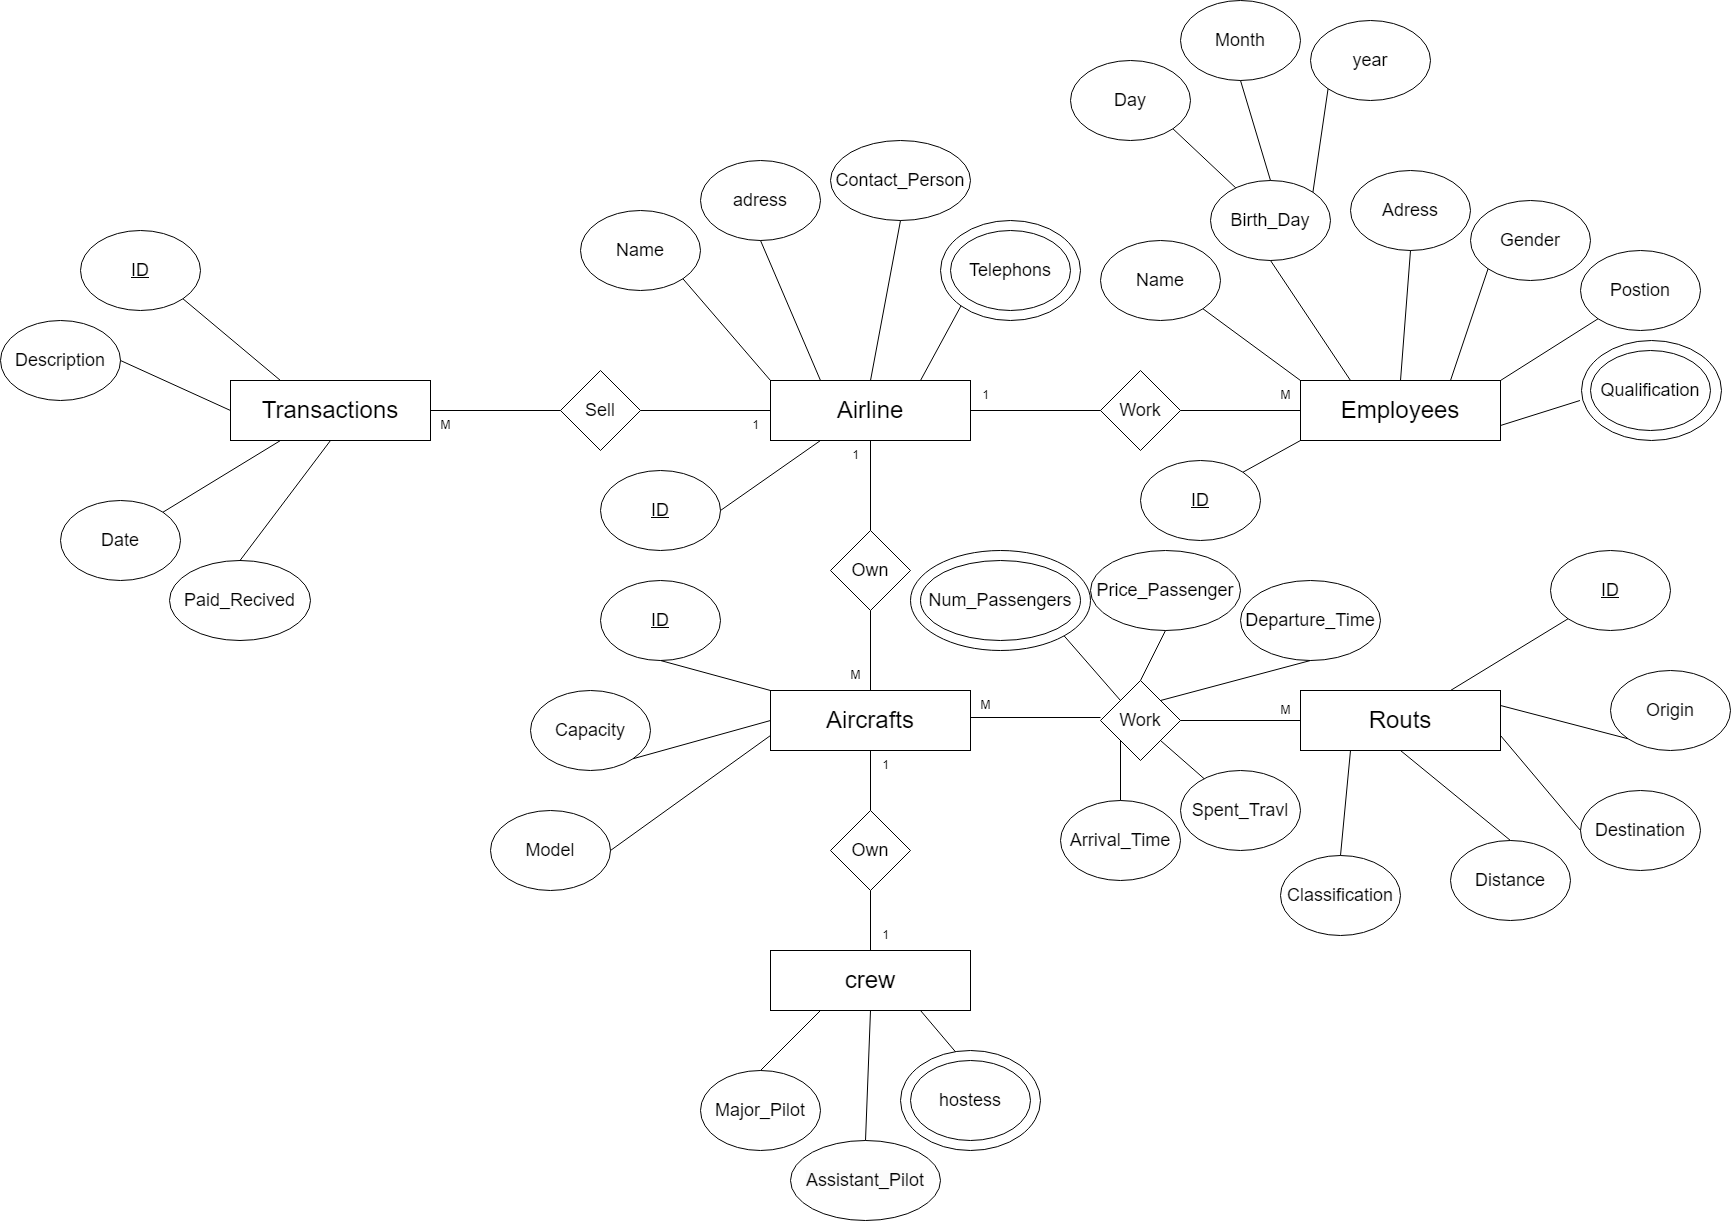 Month
year
Day
Contact_Person
adress
Birth_Day
Adress
Gender
Name
Telephons
Name
Postion
ID
Description
Qualification
Transactions
M
Sell
1
Airline
1
Work
M
Employees
1
ID
ID
Date
Paid_Recived
Own
Num_Passengers
Price_Passenger
Departure_Time
ID
ID
M
Capacity
Aircrafts
M
Work
M
Routs
Origin
1
Model
Own
Arrival_Time
Spent_Travl
Classification
Distance
Destination
1
crew
Major_Pilot
hostess
Assistant_Pilot